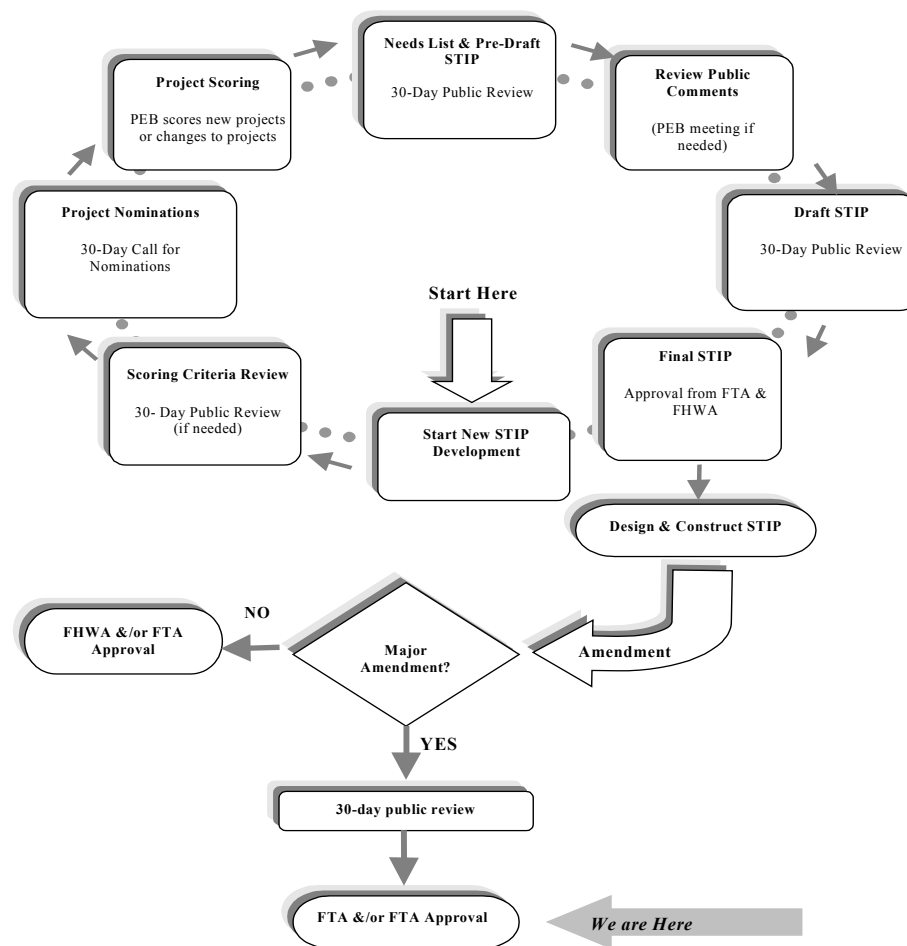 Needs List & Pre-Draft
STIP
30-Day Public Review
Project Scoring
PEB scores new projects
or changes to projects
Review Public
Comments
(PEB meeting if
needed)
Project Nominations
30-Day Call for
Nominations
Draft STIP
30-Day Public Review
Start Here
Scoring Criteria Review
30- Day Public Review
(if needed)
Start New STIP
Development
Final STIP
Approval from FTA &
FHWA
Design & Construct STIP
Amendment
Major
Amendment?
NO
FHWA &/or FTA
Approval
YES
30-day public review
FTA &/or FTA Approval
We are Here